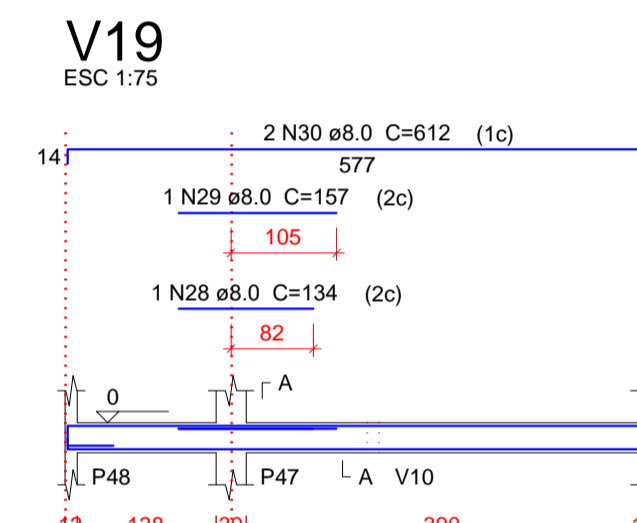 V19
ESC 1:75
2 N30 ø8.0 C=612 (1c)
14
577
1 N29 ø8.0 C=157 (2c)
105
1 N28 ø8.0 C=134 (2c)
82
A
0
P48
P47
A
V10